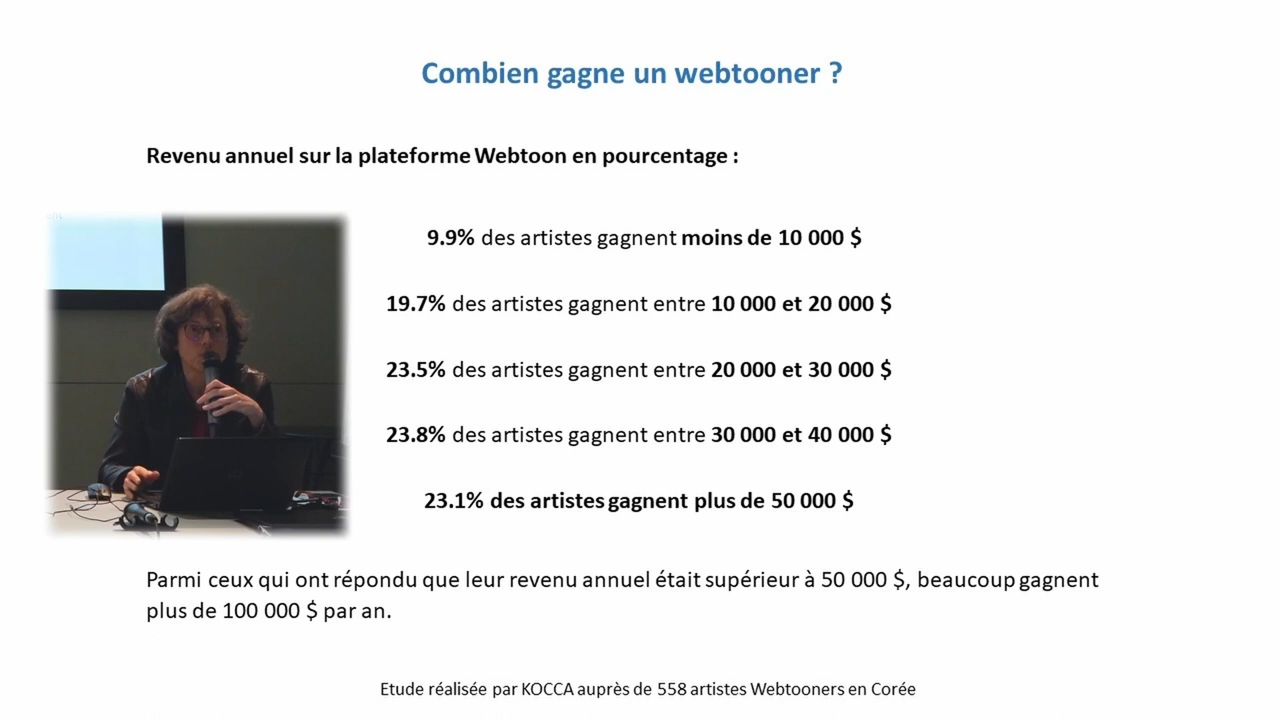 Combien gagne un webtooner ?
Revenu annuel sur la plateforme Webtoon en pourcentage :
9.9% des artistes gagnent moins de 10 000 $
19.7% des artistes gagnent entre 10 000 et 20 000 $
23.5% des artistes gagnent entre 20 000 et 30 000 $
23.8% des artistes gagnent entre 30 000 et 40 000 $
23.1% des artistes gagnent plus de 50 000 $
Parmi ceux qui ont répondu que leur revenu annuel était supérieur à 50 000 $, beaucoup gagnent
plus de 100 000 $ par an.
Etude réalisée par KOCCA auprès de 558 artistes Webtooners en Corée